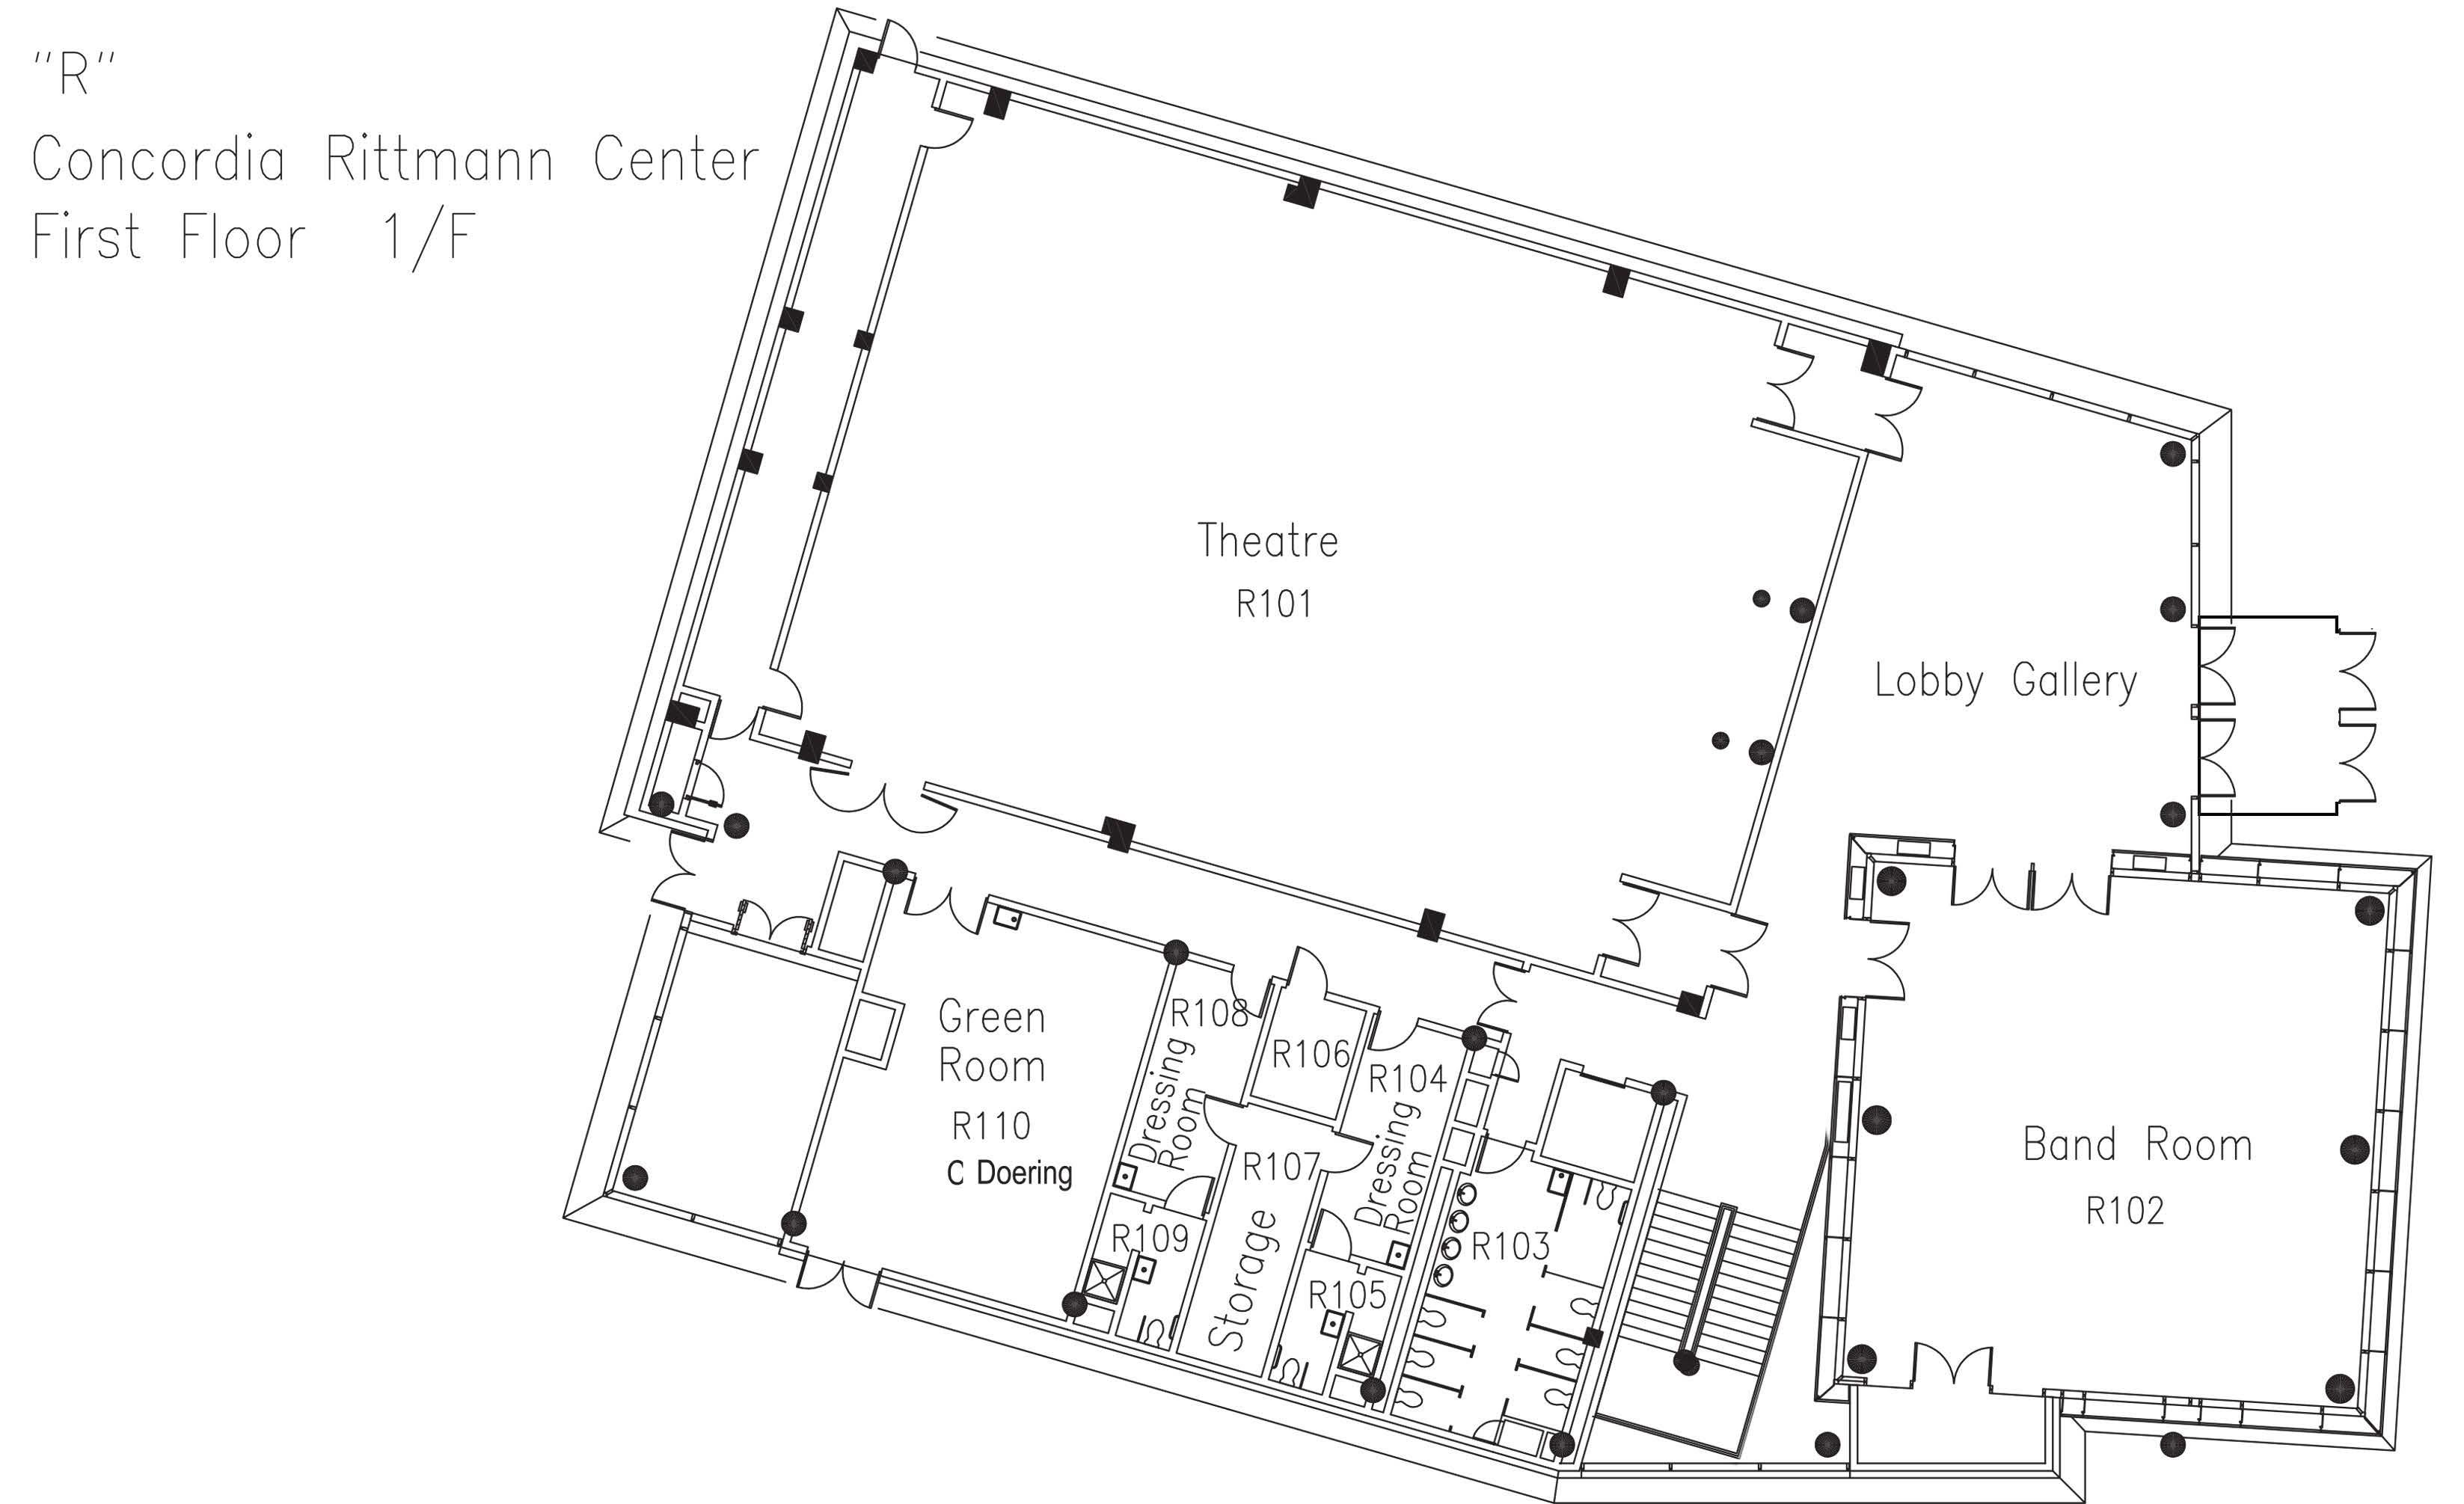 "R"
Concordia Rittmann Center
First Floor 1/F
Theatre
R101
Lobby Gallery
Green
Room
R110
C Doering
R108
Dressing
Room
R106
R104
Dressing
Room
R107
Storage
R109
R105
R103
Band Room
R102